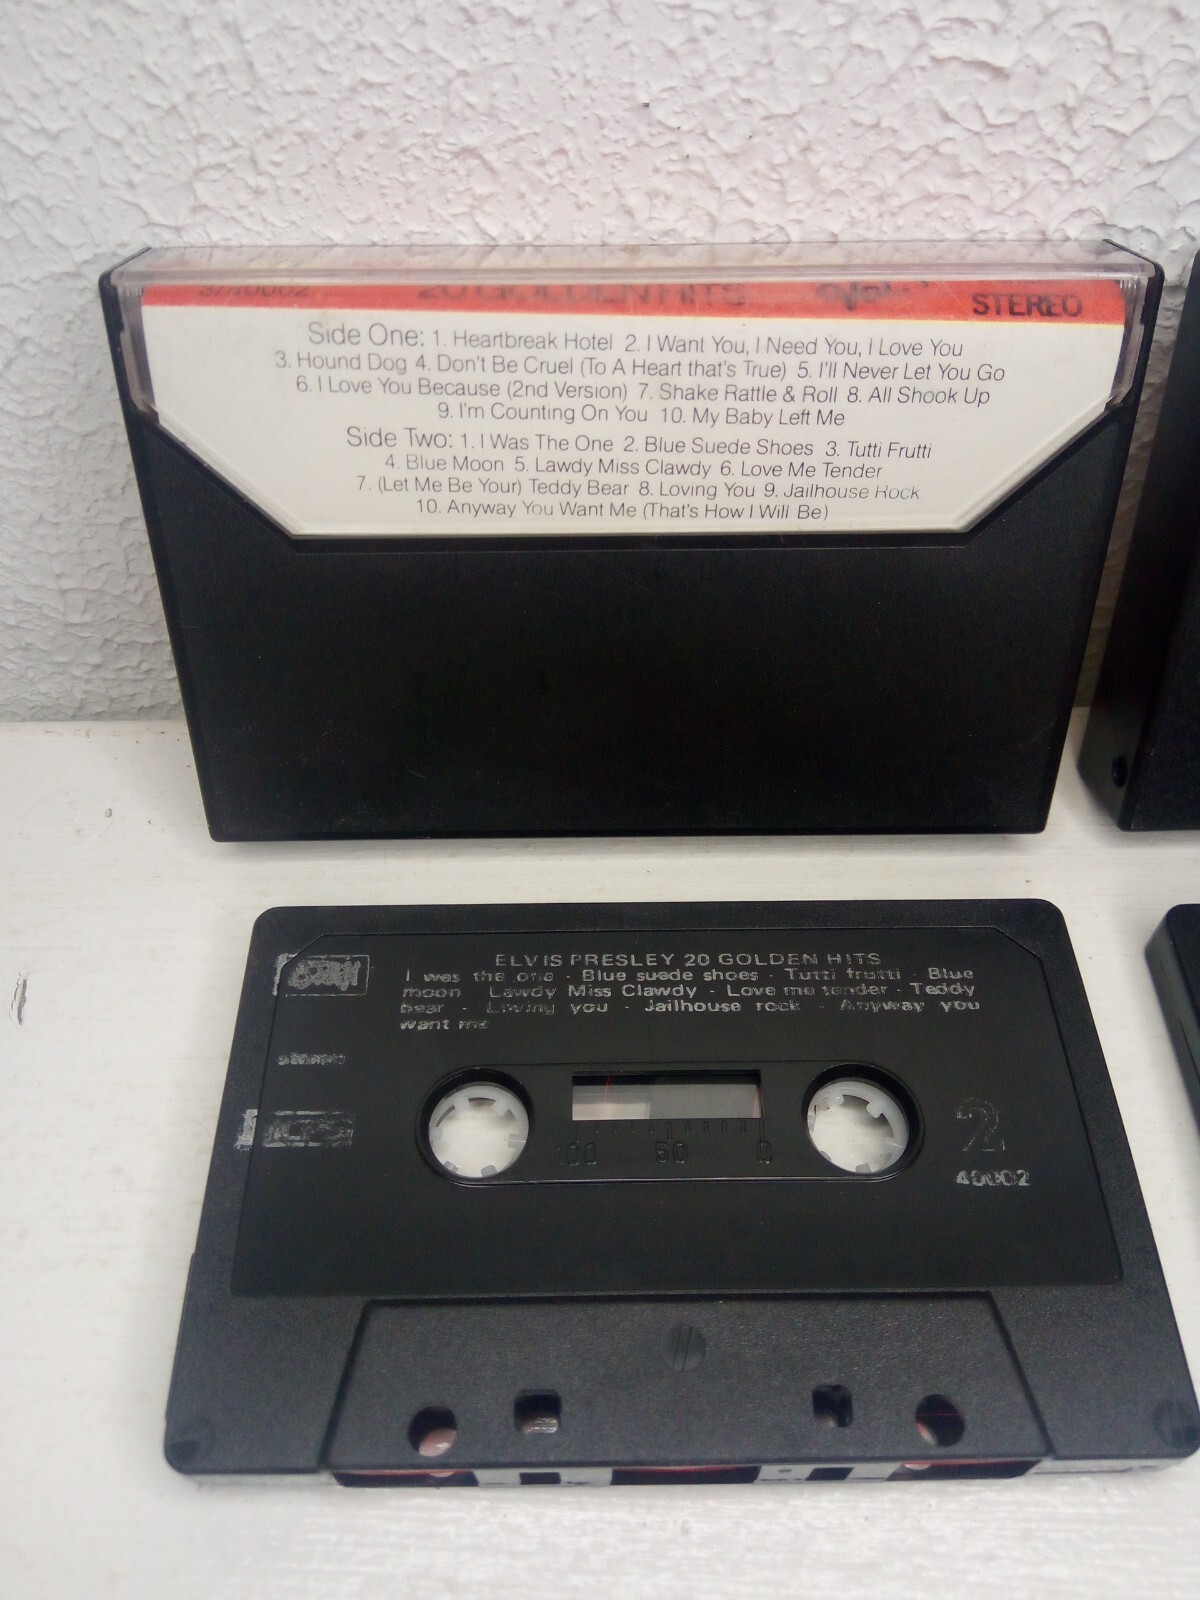 20 GOLDEN HITS
STEREO
Side One: 1. Heartbreak Hotel 2. I Want You, I Need You, I Love You
3. Hound Dog 4. Don't Be Cruel (To A Heart that's True) 5. I'll Never Let You Go
6. I Love You Because (2nd Version) 7. Shake Rattle & Roll 8. All Shook Up
9. I'm Counting On You 10. My Baby Left Me
Side Two: 1. I Was The One 2. Blue Suede Shoes 3. Tutti Frutti
4. Blue Moon 5. Lawdy Miss Clawdy 6. Love Me Tender
7. (Let Me Be Your) Teddy Bear 8. Loving You 9. Jailhouse Rock
10. Anyway You Want Me (That's How I Will Be)
ELVIS PRESLEY 20 GOLDEN HITS
I was the one - Blue suede shoes - Tutti frutti - Blue
moon - Lawdy Miss Clawdy - Love me tender - Teddy
bear - Loving you - Jailhouse rock - Anyway you
want me
stereo
100 50 0
2
40002